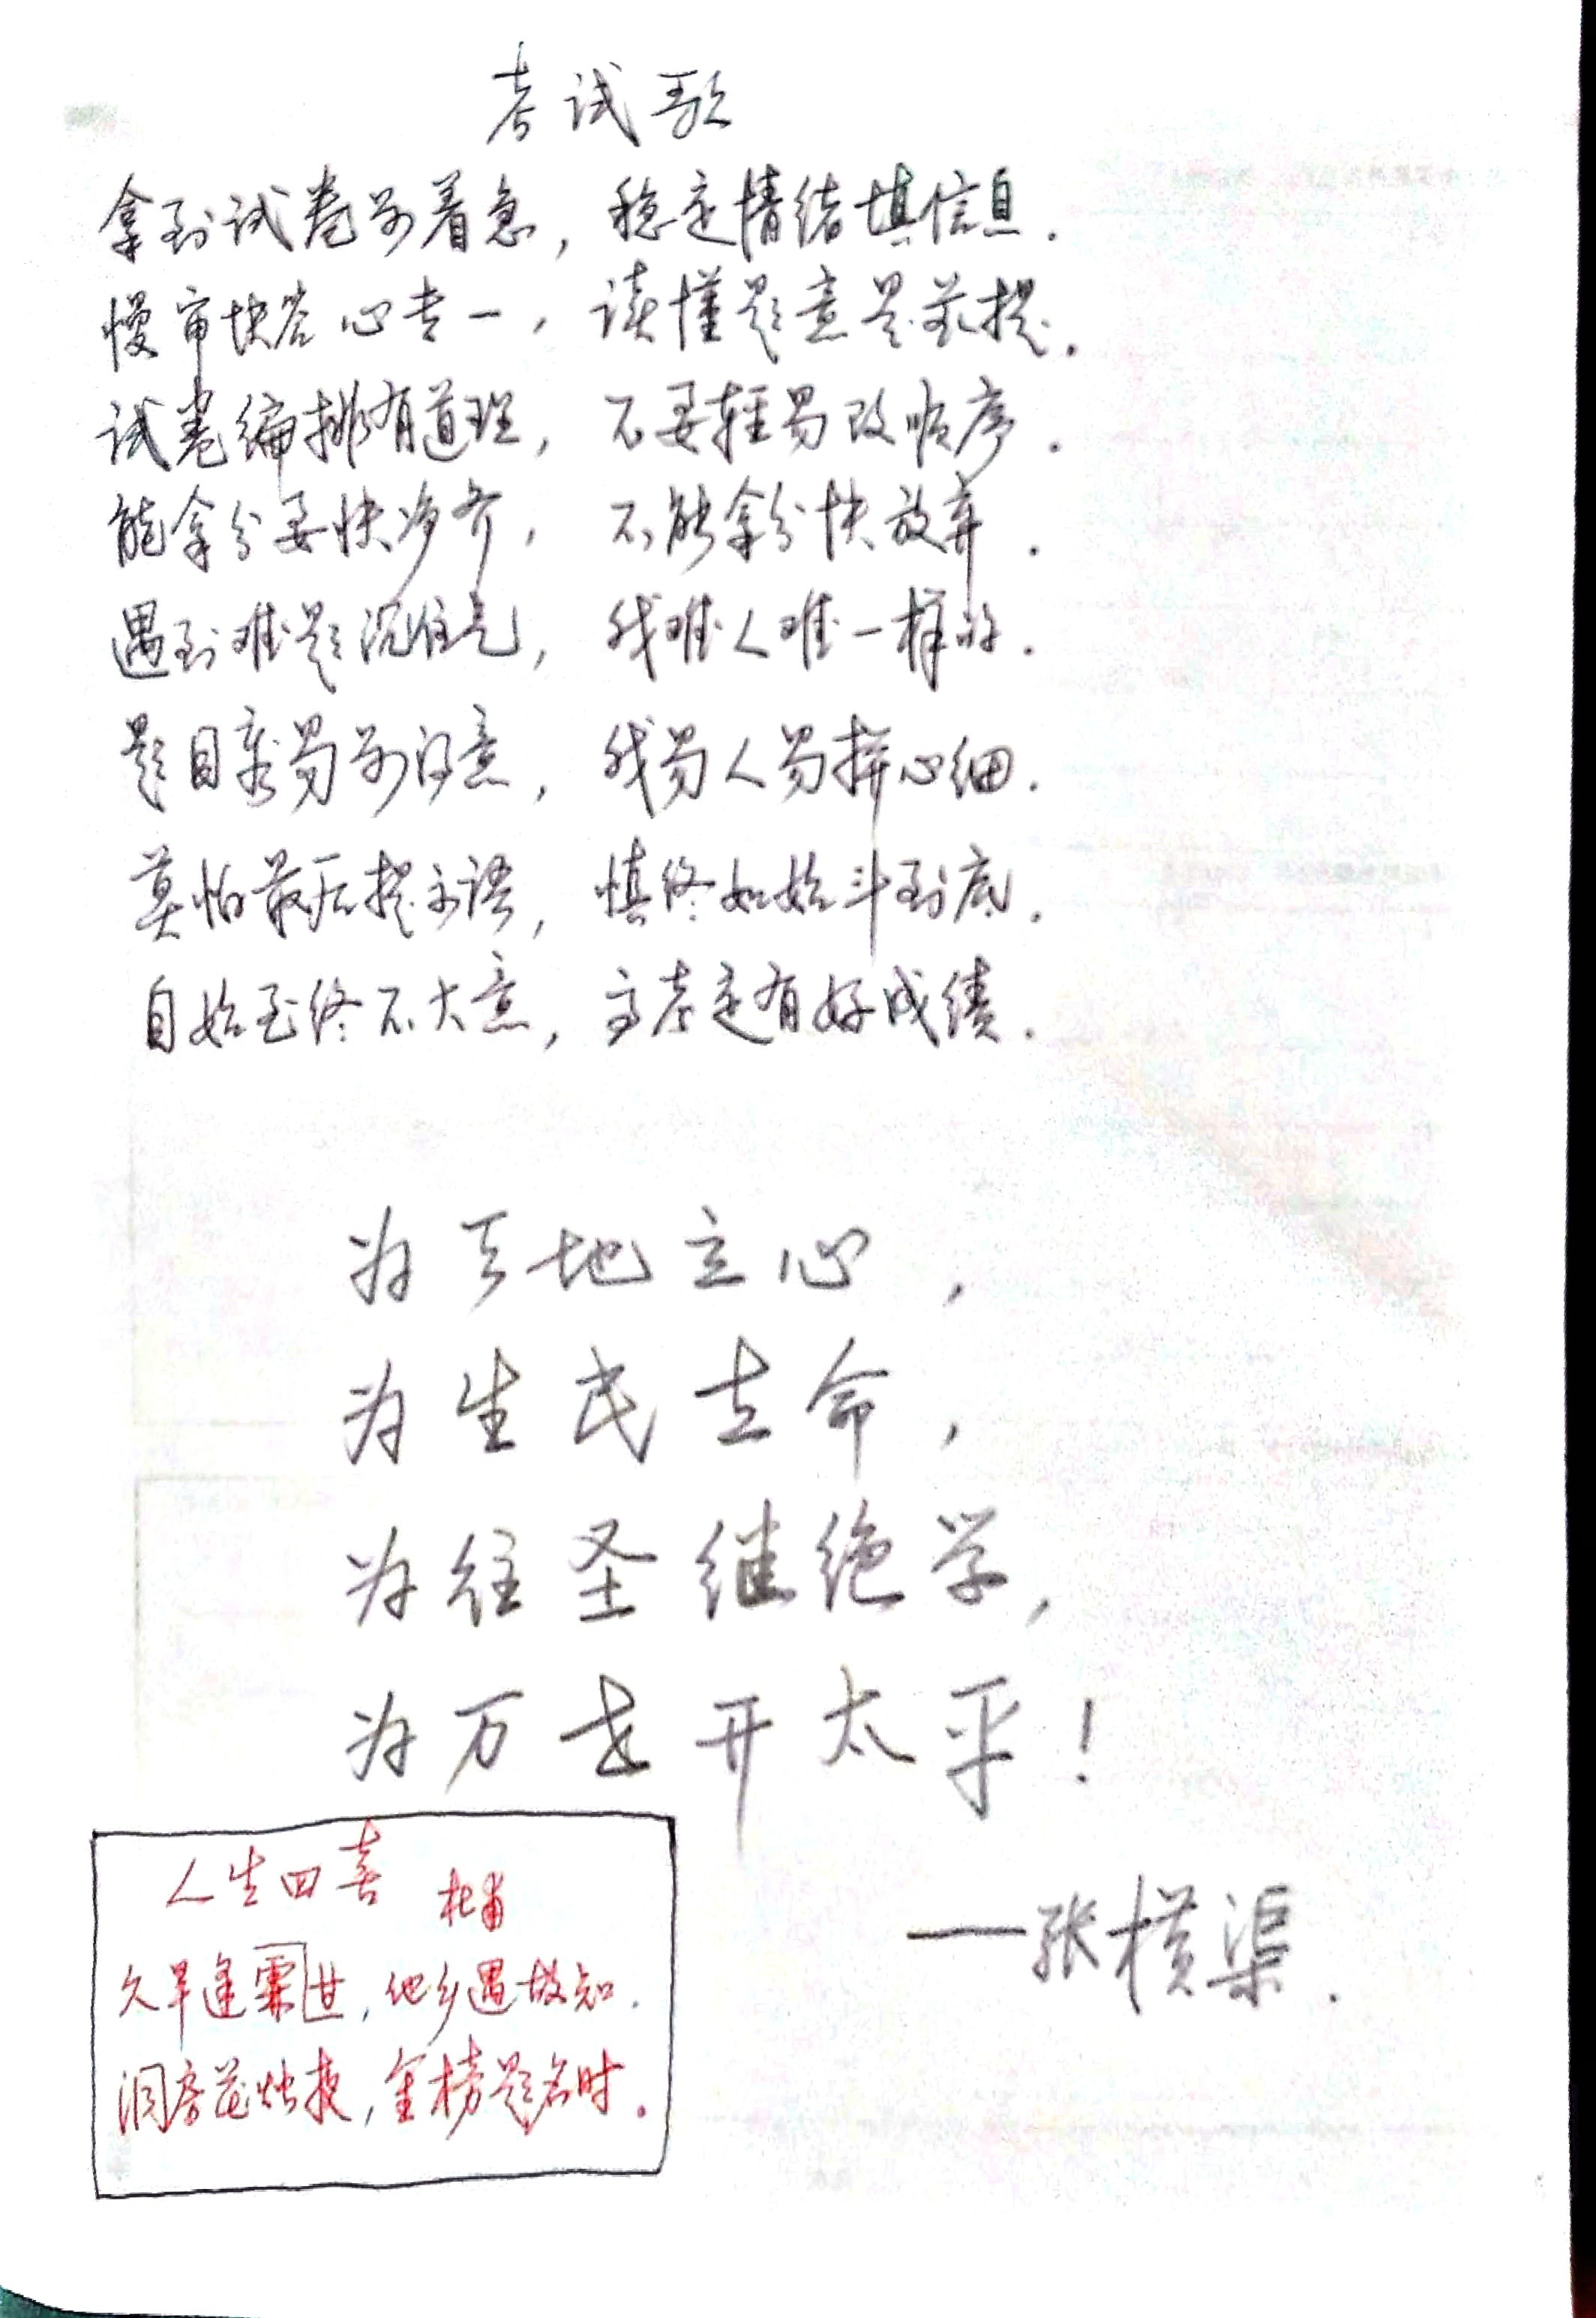 考试歌
拿到试卷别着急，稳定情绪填信息．
慢审快答心专一，读懂题意是前提．
试卷编排有道理，不要轻易改顺序．
能拿分要快净齐，不能拿分快放弃．
遇到难题沉住气，我难人难一样的．
题目容易别得意，我易人易拼心细．
莫怕最后提示语，慎终如始斗到底．
自始至终不大意，高考定有好成绩．
为天地立心，
为生民立命，
为往圣继绝学，
为万世开太平！
一张横渠．
人生四喜 杜甫
久旱逢霖甘，他乡遇故知．
洞房花烛夜，金榜题名时．